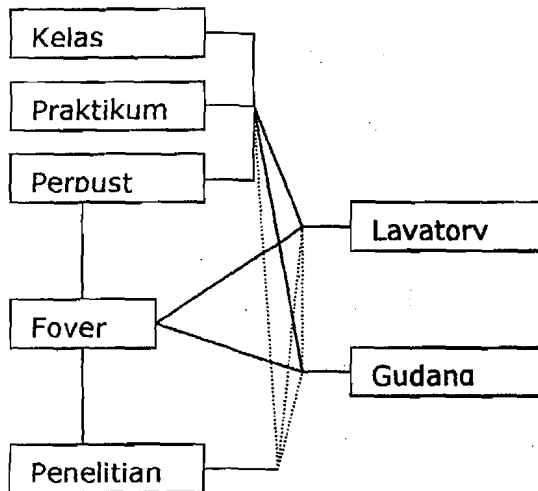 Kelas
Praktikum
Perpust
Lavatory
Foyer
Gudang
Penelitian